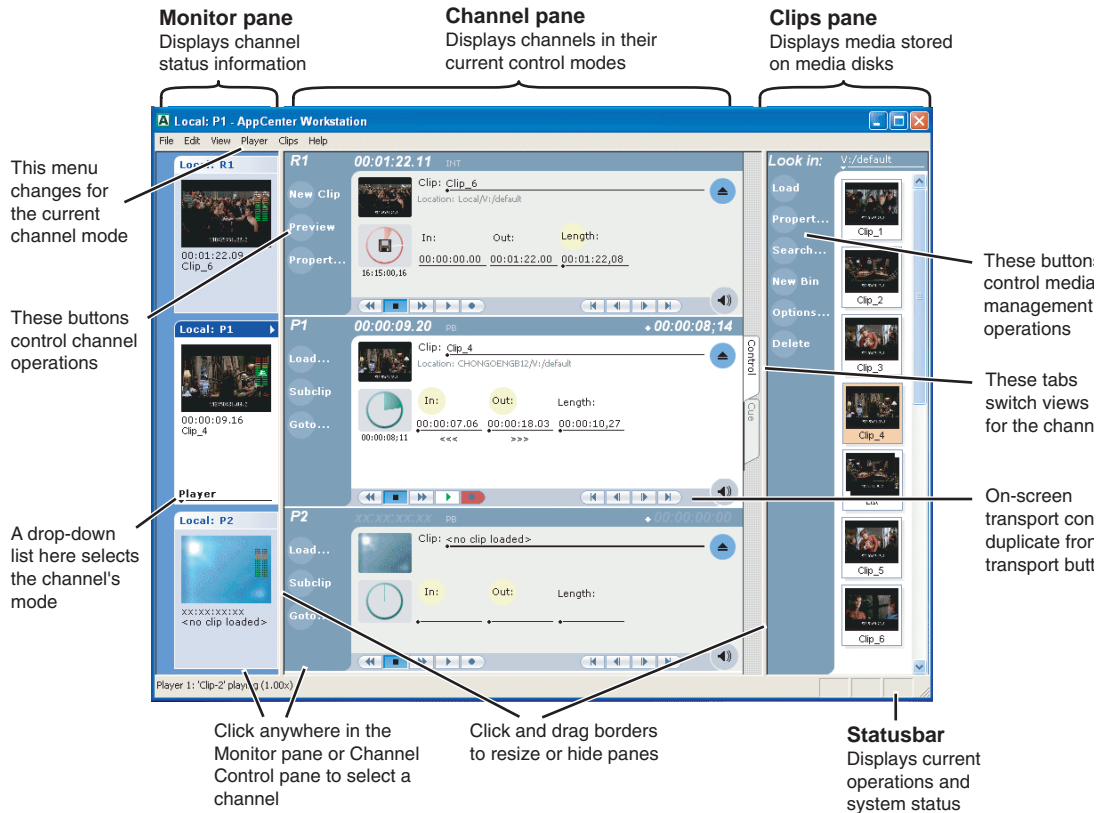 Monitor pane
Displays channel
status information
Channel pane
Displays channels in their
current control modes
Clips pane
Displays media stored
on media disks
This menu
changes for
the current
channel mode
These buttons
control channel
operations
A drop-down
list here selects
the channel's
mode
Local: P1 - AppCenter Workstation
File Edit View Player Clips Help
Local: R1
00:01:22.09
Clip_6
Local: P1
00:00:09.16
Clip_4
Player
Local: P2
xx:xx:xx:xx
<no clip loaded>
R1 00:01:22.11 INT
New Clip
Preview
Propert...
Clip: Clip_6
Location: Local/V:/default
In: Out: Length:
00:00:00.00 00:01:22.00 00:01:22,08
16:15:00,16
P1 00:00:09.20 PB 00:00:08;14
Load...
Subclip
Goto...
Clip: Clip_4
Location: CHONGOENGB12/V:/default
In: Out: Length:
00:00:07.06 00:00:18.03 00:00:10,27
<<< >>>
00:00:08;11
Control
Cue
P2 XX:XX:XX:XX PB 00:00:00:00
Load...
Subclip
Goto...
Clip: <no clip loaded>
In: Out: Length:
Look in: V:/default
Load
Propert...
Search...
New Bin
Options...
Delete
Clip_1
Clip_2
Clip_3
Clip_4
Clip_5
Clip_6
Player 1: 'Clip-2' playing (1.00x)
These buttons
control media
management
operations
These tabs
switch views
for the chann
On-screen
transport con
duplicate fron
transport butt
Click anywhere in the
Monitor pane or Channel
Control pane to select a
channel
Click and drag borders
to resize or hide panes
Statusbar
Displays current
operations and
system status